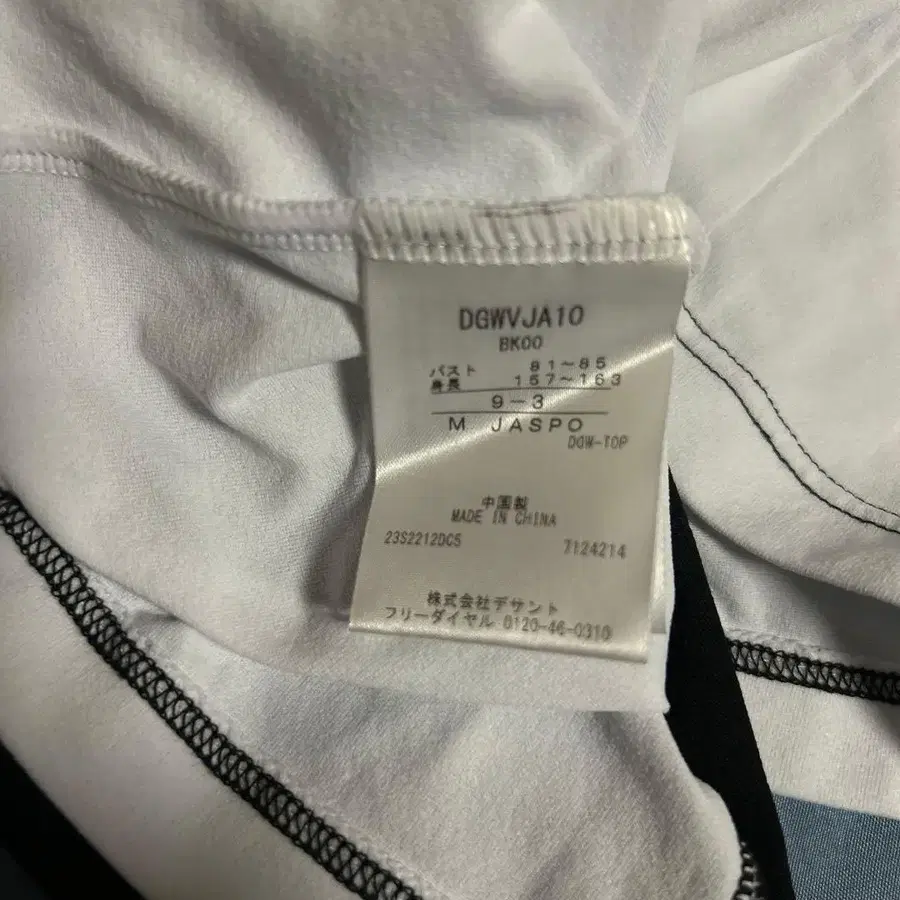 DGWVJA10
BK00
バスト 81～85
身長 157～163
9－3
M JASPO
DGW-TOP
中国製
MADE IN CHINA
23S2212DC5 7124214
株式会社デサント
フリーダイヤル 0120-46-0310